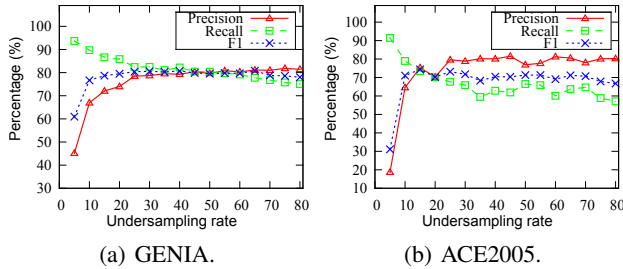 Precision
Recall
F1
100
90
80
70
60
50
40
30
0 10 20 30 40 50 60 70 80
Percentage (%)
Undersampling rate
(a) GENIA.
Precision
Recall
F1
100
90
80
70
60
50
40
30
20
10
0 10 20 30 40 50 60 70 80
Percentage (%)
Undersampling rate
(b) ACE2005.